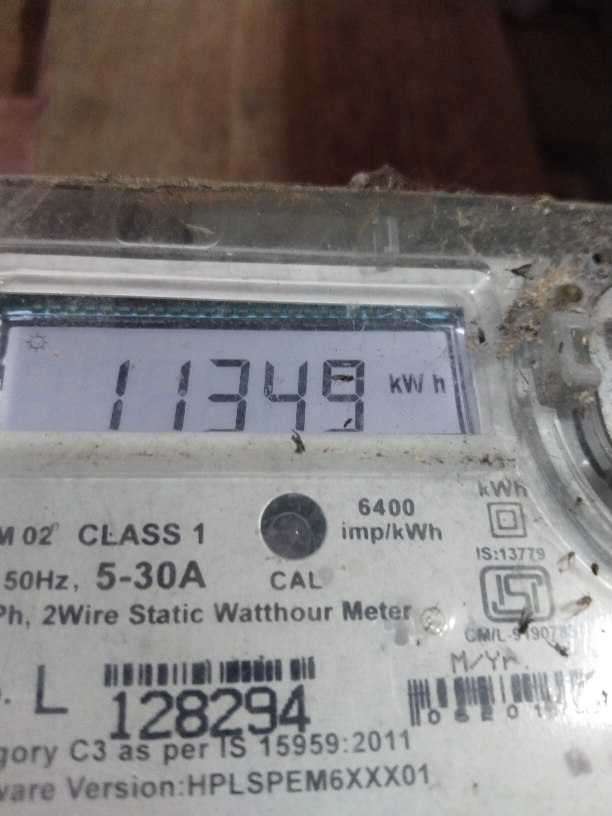 11349 kWh
kWh
6400
imp/kWh
M 02 CLASS 1
IS:13779
50Hz, 5-30A
CAL
Ph, 2Wire Static Watthour Meter
M/Yr.
L
128294
gory C3 as per IS 15959:2011
ware Version:HPLSPEM6XXX01